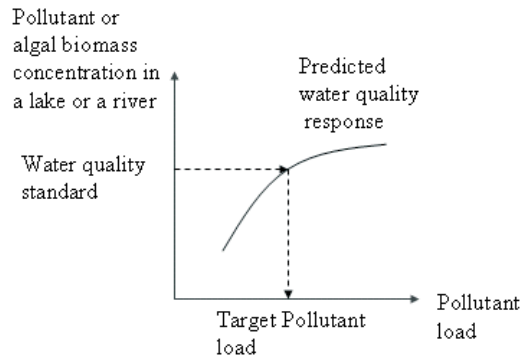 Pollutant or
algal biomass
concentration in
a lake or a river
Predicted
water quality
response
Water quality
standard
Target Pollutant
load
Pollutant
load